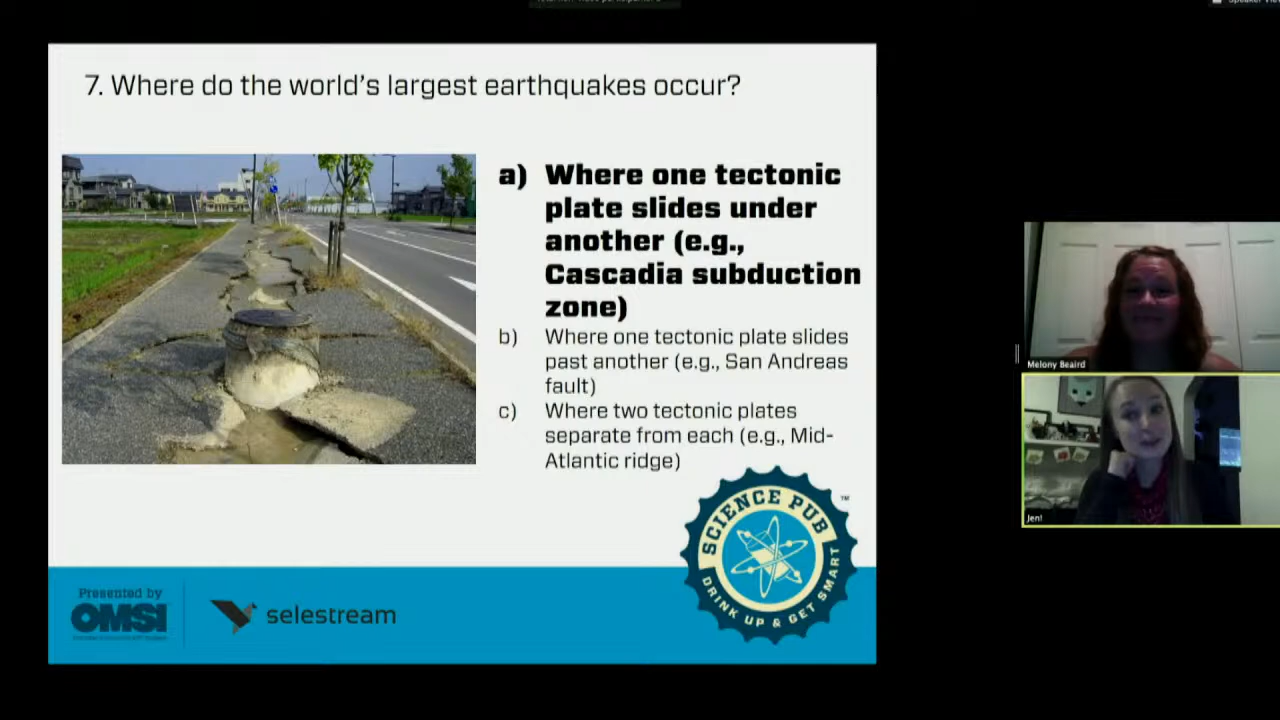 7. Where do the world's largest earthquakes occur?
a) Where one tectonic
plate slides under
another (e.g.,
Cascadia subduction
zone)
b) Where one tectonic plate slides
past another (e.g., San Andreas
fault)
c) Where two tectonic plates
separate from each (e.g., Mid-
Atlantic ridge)
SCIENCE PUB
DRINK UP & GET SMART
TM
Presented by
OMSI
selestream
Melony Beaird
Jen!